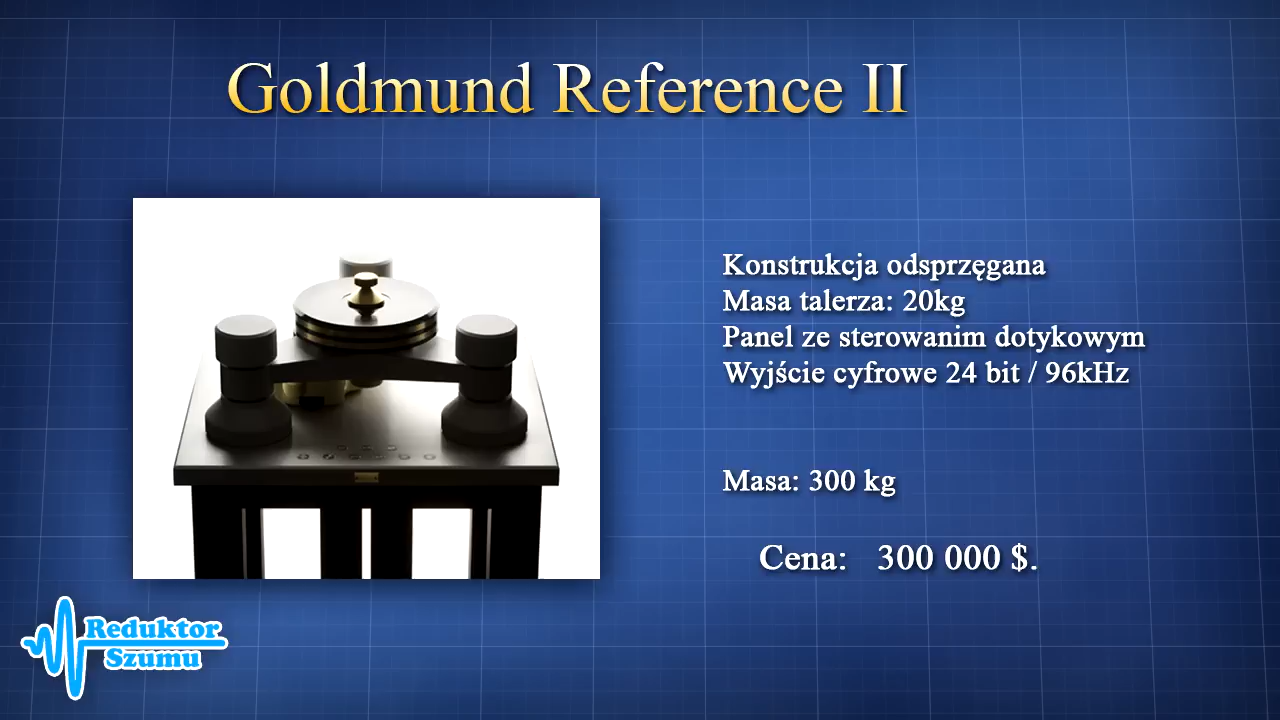 Goldmund Reference II
Konstrukcja odsprzęgana
Masa talerza: 20kg
Panel ze sterowanim dotykowym
Wyjście cyfrowe 24 bit / 96kHz
Masa: 300 kg
Cena: 300 000 $.
Reduktor
Szumu